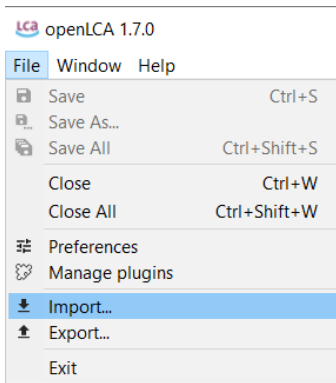 LCA openLCA 1.7.0
File Window Help
Save Ctrl+S
Save As...
Save All Ctrl+Shift+S
Close Ctrl+W
Close All Ctrl+Shift+W
Preferences
Manage plugins
Import...
Export...
Exit